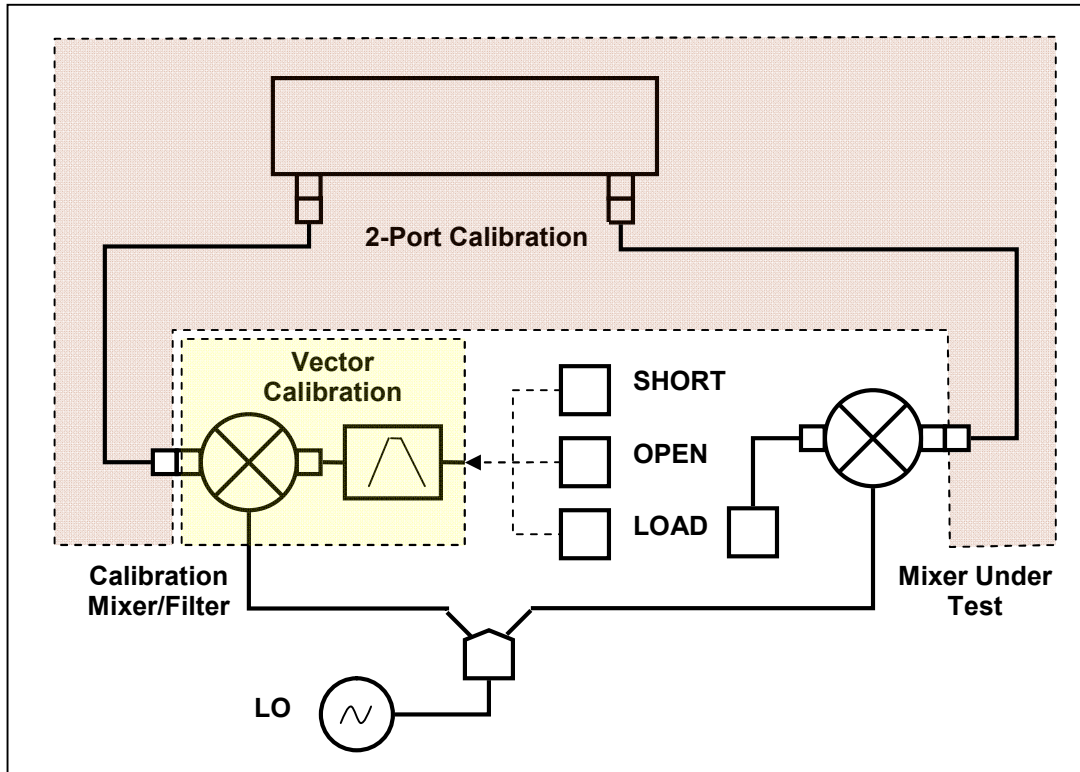 2-Port Calibration
Vector
Calibration
SHORT
OPEN
LOAD
Calibration
Mixer/Filter
Mixer Under
Test
LO